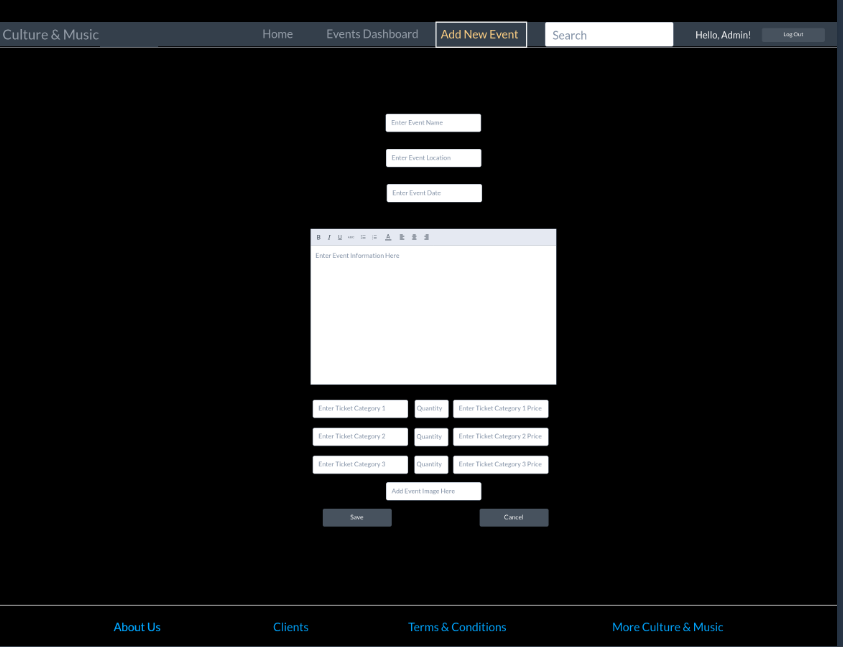 Culture & Music Home Events Dashboard Add New Event Search Hello, Admin! Log Out
Enter Event Name
Enter Event Location
Enter Event Date
B I U A
Enter Event Information Here
Enter Ticket Category 1 Quantity Enter Ticket Category 1 Price
Enter Ticket Category 2 Quantity Enter Ticket Category 2 Price
Enter Ticket Category 3 Quantity Enter Ticket Category 3 Price
Add Event Image Here
Save Cancel
About Us Clients Terms & Conditions More Culture & Music